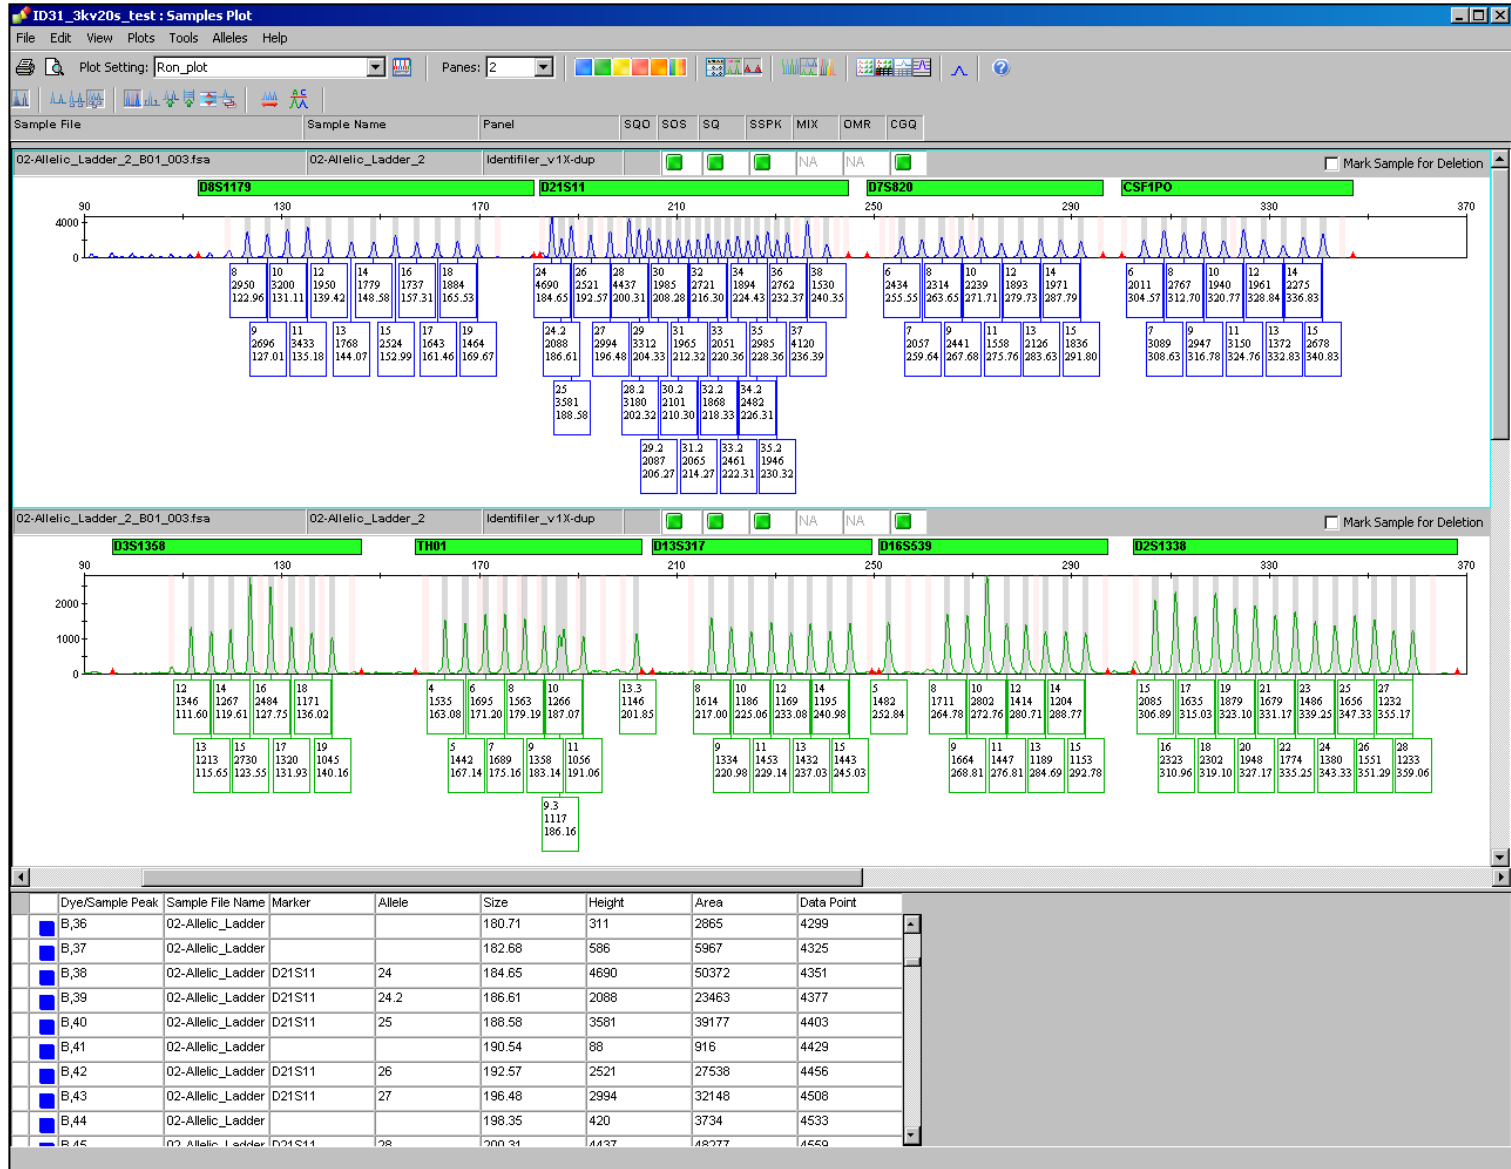 ID31_3kv20s_test : Samples Plot
File Edit View Plots Tools Alleles Help
Plot Setting: Ron_plot Panes: 2
Sample File Sample Name Panel SQO SOS SQ SSPK MIX OMR CGQ
02-Allelic_Ladder_2_B01_003.fsa 02-Allelic_Ladder_2 Identifiler_v1X-dup NA NA Mark Sample for Deletion
D8S1179 D21S11 D7S820 CSF1PO
90 130 170 210 250 290 330 370
4000
0
8 10 12 14 16 18 24 26 28 30 32 34 36 38 6 8 10 12 14 6 8 10 12 14
2950 3200 1950 1779 1737 1884 4690 2521 4437 1985 2721 1894 2762 1530 2434 2314 2239 1893 1971 2011 2767 1940 1961 2275
122.96 131.11 139.42 148.58 157.31 165.53 184.65 192.57 200.31 208.28 216.30 224.43 232.37 240.35 255.55 263.65 271.71 279.73 287.79 304.57 312.70 320.77 328.84 336.83
9 11 13 15 17 19 24.2 27 29 31 33 35 37 7 9 11 13 15 7 9 11 13 15
2696 3433 1768 2524 1643 1464 2088 2994 3312 1965 2051 2985 4120 2057 2441 1558 2126 1836 3089 2947 3150 1372 2678
127.01 135.18 144.07 152.99 161.46 169.67 186.61 196.48 204.33 212.32 220.36 228.36 236.39 259.64 267.68 275.76 283.63 291.80 308.63 316.78 324.76 332.83 340.83
25 28.2 30.2 32.2 34.2
3581 3180 2101 1868 2482
188.58 202.32 210.30 218.33 226.31
29.2 31.2 33.2 35.2
2087 2065 2461 1946
206.27 214.27 222.31 230.32
02-Allelic_Ladder_2_B01_003.fsa 02-Allelic_Ladder_2 Identifiler_v1X-dup NA NA Mark Sample for Deletion
D3S1358 TH01 D13S317 D16S539 D2S1338
90 130 170 210 250 290 330 370
2000
1000
0
12 14 16 18 4 6 8 10 13.3 8 10 12 14 5 8 10 12 14 15 17 19 21 23 25 27
1346 1267 2484 1171 1535 1695 1563 1266 1146 1614 1186 1169 1195 1482 1711 2802 1414 1204 2085 1635 1879 1679 1486 1656 1232
111.60 119.61 127.75 136.02 163.08 171.20 179.19 187.07 201.85 217.00 225.06 233.08 240.98 252.84 264.78 272.76 280.71 288.77 306.89 315.03 323.10 331.17 339.25 347.33 355.17
13 15 17 19 5 7 9 11 9 11 13 15 9 11 13 15 16 18 20 22 24 26 28
1213 2730 1320 1045 1442 1689 1358 1056 1334 1453 1432 1443 1664 1447 1189 1153 2323 2302 1948 1774 1380 1551 1233
115.65 123.55 131.93 140.16 167.14 175.16 183.14 191.06 220.98 229.14 237.03 245.03 268.81 276.81 284.69 292.78 310.96 319.10 327.17 335.25 343.33 351.29 359.06
9.3
1117
186.16
Dye/Sample Peak Sample File Name Marker Allele Size Height Area Data Point
B,36 02-Allelic_Ladder 180.71 311 2865 4299
B,37 02-Allelic_Ladder 182.68 586 5967 4325
B,38 02-Allelic_Ladder D21S11 24 184.65 4690 50372 4351
B,39 02-Allelic_Ladder D21S11 24.2 186.61 2088 23463 4377
B,40 02-Allelic_Ladder D21S11 25 188.58 3581 39177 4403
B,41 02-Allelic_Ladder 190.54 88 916 4429
B,42 02-Allelic_Ladder D21S11 26 192.57 2521 27538 4456
B,43 02-Allelic_Ladder D21S11 27 196.48 2994 32148 4508
B,44 02-Allelic_Ladder 198.35 420 3734 4533
B,45 02-Allelic_Ladder D21S11 28 200.31 4437 48277 4559